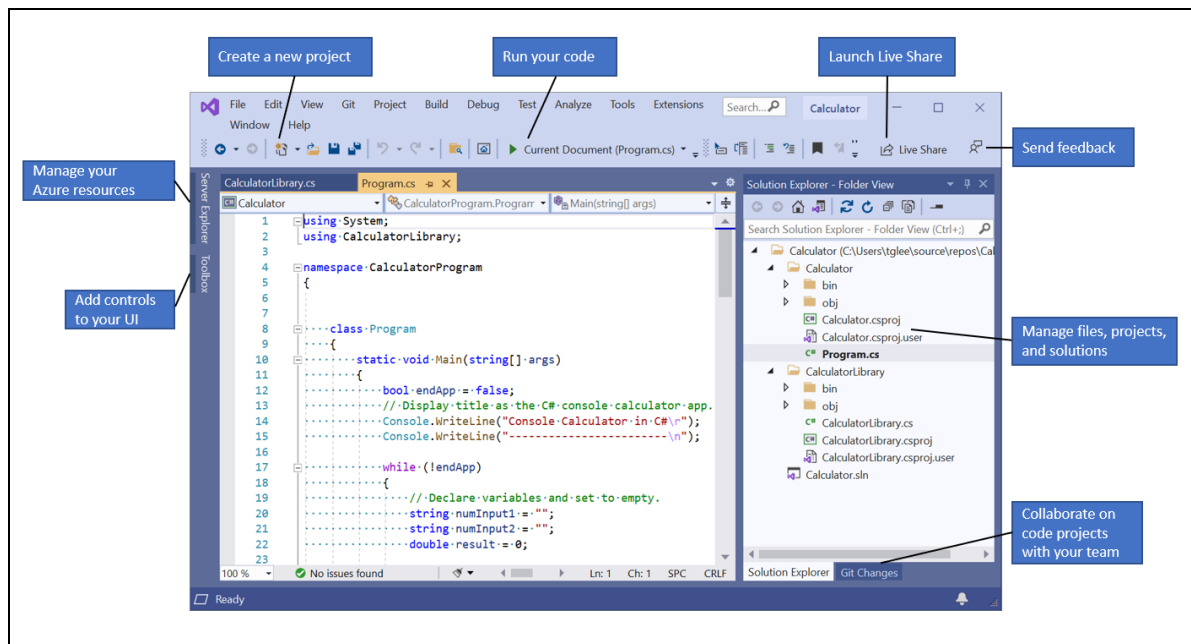 Create a new project
Run your code
Launch Live Share
File Edit View Git Project Build Debug Test Analyze Tools Extensions Search... Calculator
Window Help
Current Document (Program.cs) Live Share
Send feedback
Manage your
Azure resources
Server Explorer
Toolbox
Add controls
to your UI
CalculatorLibrary.cs Program.cs
Calculator CalculatorProgram.Program Main(string[] args)
1 using System;
2 using CalculatorLibrary;
3
4 namespace CalculatorProgram
5 {
6
7
8 class Program
9 {
10 static void Main(string[] args)
11 {
12 bool endApp = false;
13 // Display title as the C# console calculator app.
14 Console.WriteLine("Console Calculator in C#\r");
15 Console.WriteLine("------------------------\n");
16
17 while (!endApp)
18 {
19 // Declare variables and set to empty.
20 string numInput1 = "";
21 string numInput2 = "";
22 double result = 0;
23
100 % No issues found Ln: 1 Ch: 1 SPC CRLF
Solution Explorer - Folder View
Search Solution Explorer - Folder View (Ctrl+;)
Calculator (C:\Users\tglee\source\repos\Cal
Calculator
bin
obj
C# Calculator.csproj
Calculator.csproj.user
C# Program.cs
CalculatorLibrary
bin
obj
C# CalculatorLibrary.cs
C# CalculatorLibrary.csproj
CalculatorLibrary.csproj.user
Calculator.sln
Manage files, projects,
and solutions
Collaborate on
code projects
with your team
Solution Explorer Git Changes
Ready